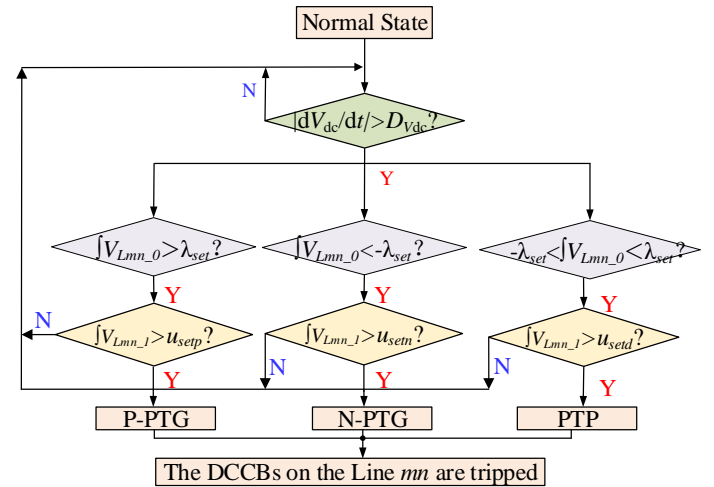 Normal State
N
|dV_dc/dt|>D_Vdc?
Y
∫V_Lmn_0>λ_set?
∫V_Lmn_0<-λ_set?
-λ_set<∫V_Lmn_0<λ_set?
Y
Y
Y
N
∫V_Lmn_1>u_setp?
∫V_Lmn_1>u_setn?
∫V_Lmn_1>u_setd?
N
N
Y
Y
Y
P-PTG
N-PTG
PTP
The DCCBs on the Line mn are tripped